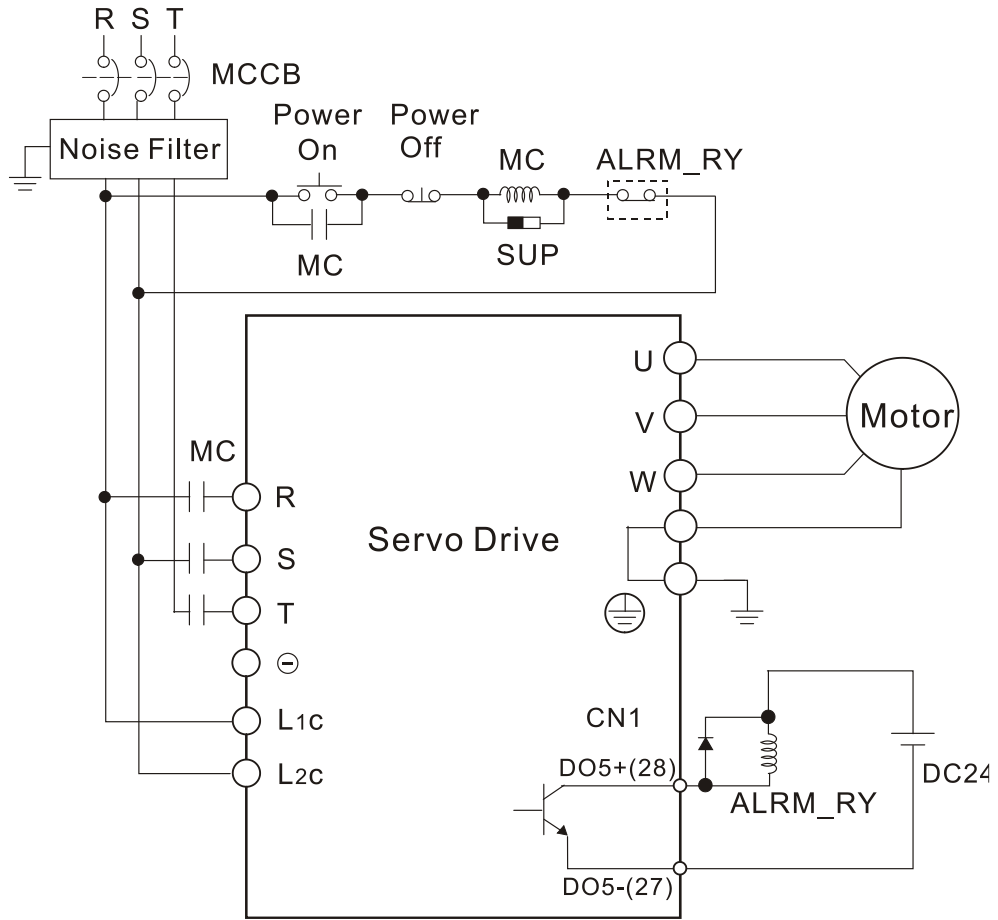 R S T
MCCB
Noise Filter
Power
On
Power
Off
MC
ALRM_RY
MC
SUP
U
V
W
Motor
MC
R
S
T
Servo Drive
L1C
L2C
CN1
DO5+(28)
ALRM_RY
DC24
DO5-(27)